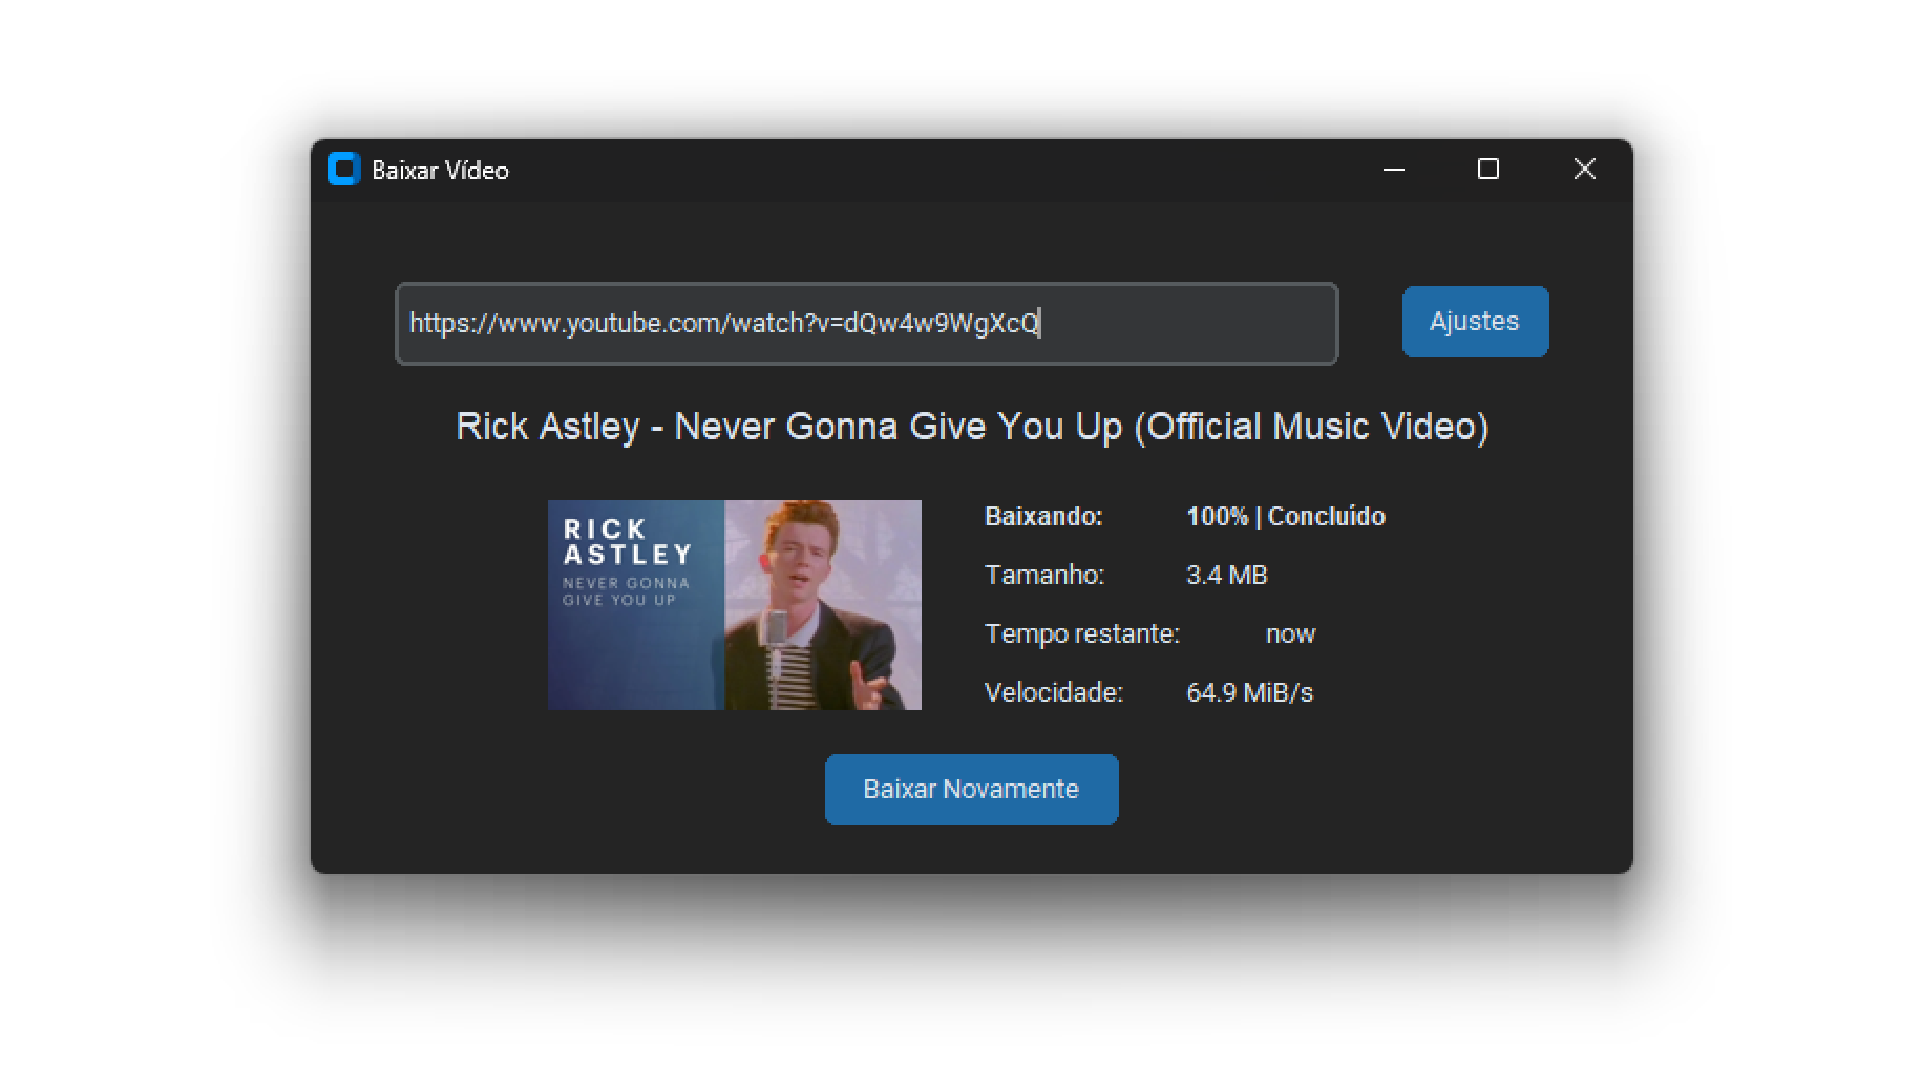 Baixar Vídeo
https://www.youtube.com/watch?v=dQw4w9WgXcQ
Ajustes
Rick Astley - Never Gonna Give You Up (Official Music Video)
RICK
ASTLEY
NEVER GONNA
GIVE YOU UP
Baixando: 100% | Concluído
Tamanho: 3.4 MB
Tempo restante: now
Velocidade: 64.9 MiB/s
Baixar Novamente